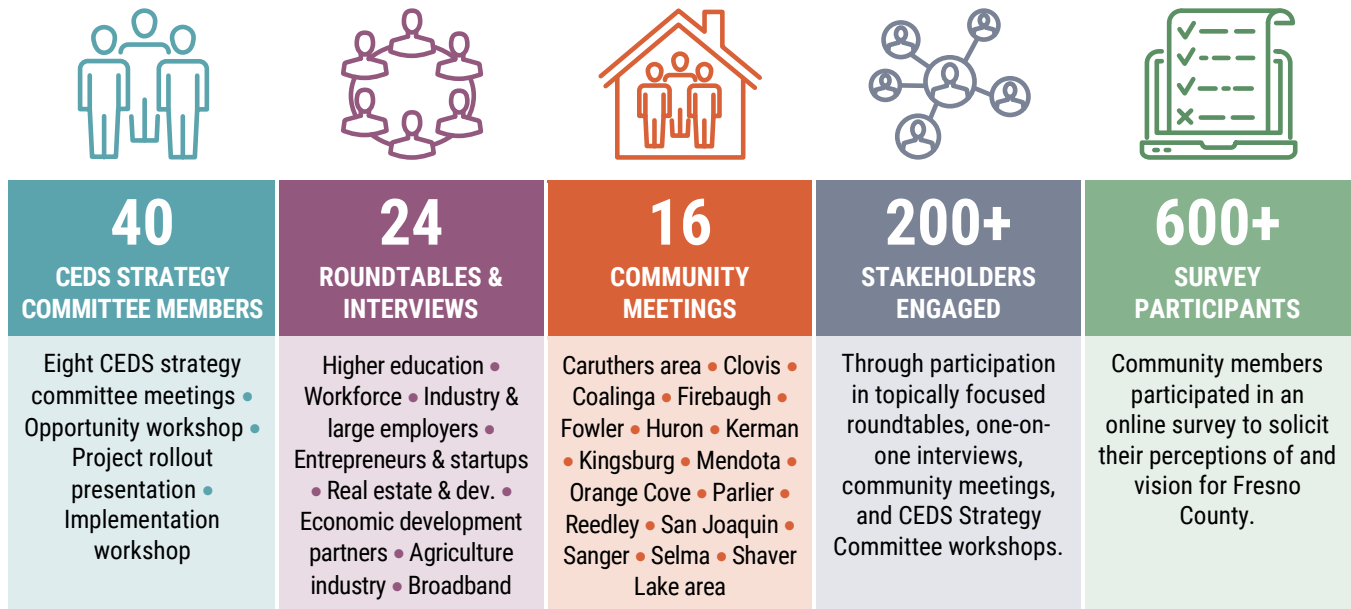 40
CEDS STRATEGY
COMMITTEE MEMBERS
Eight CEDS strategy
committee meetings •
Opportunity workshop •
Project rollout
presentation •
Implementation
workshop
24
ROUNDTABLES &
INTERVIEWS
Higher education •
Workforce • Industry &
large employers •
Entrepreneurs & startups
• Real estate & dev. •
Economic development
partners • Agriculture
industry • Broadband
16
COMMUNITY
MEETINGS
Caruthers area • Clovis •
Coalinga • Firebaugh •
Fowler • Huron • Kerman
• Kingsburg • Mendota •
Orange Cove • Parlier •
Reedley • San Joaquin •
Sanger • Selma • Shaver
Lake area
200+
STAKEHOLDERS
ENGAGED
Through participation
in topically focused
roundtables, one-on-
one interviews,
community meetings,
and CEDS Strategy
Committee workshops.
600+
SURVEY
PARTICIPANTS
Community members
participated in an
online survey to solicit
their perceptions of and
vision for Fresno
County.